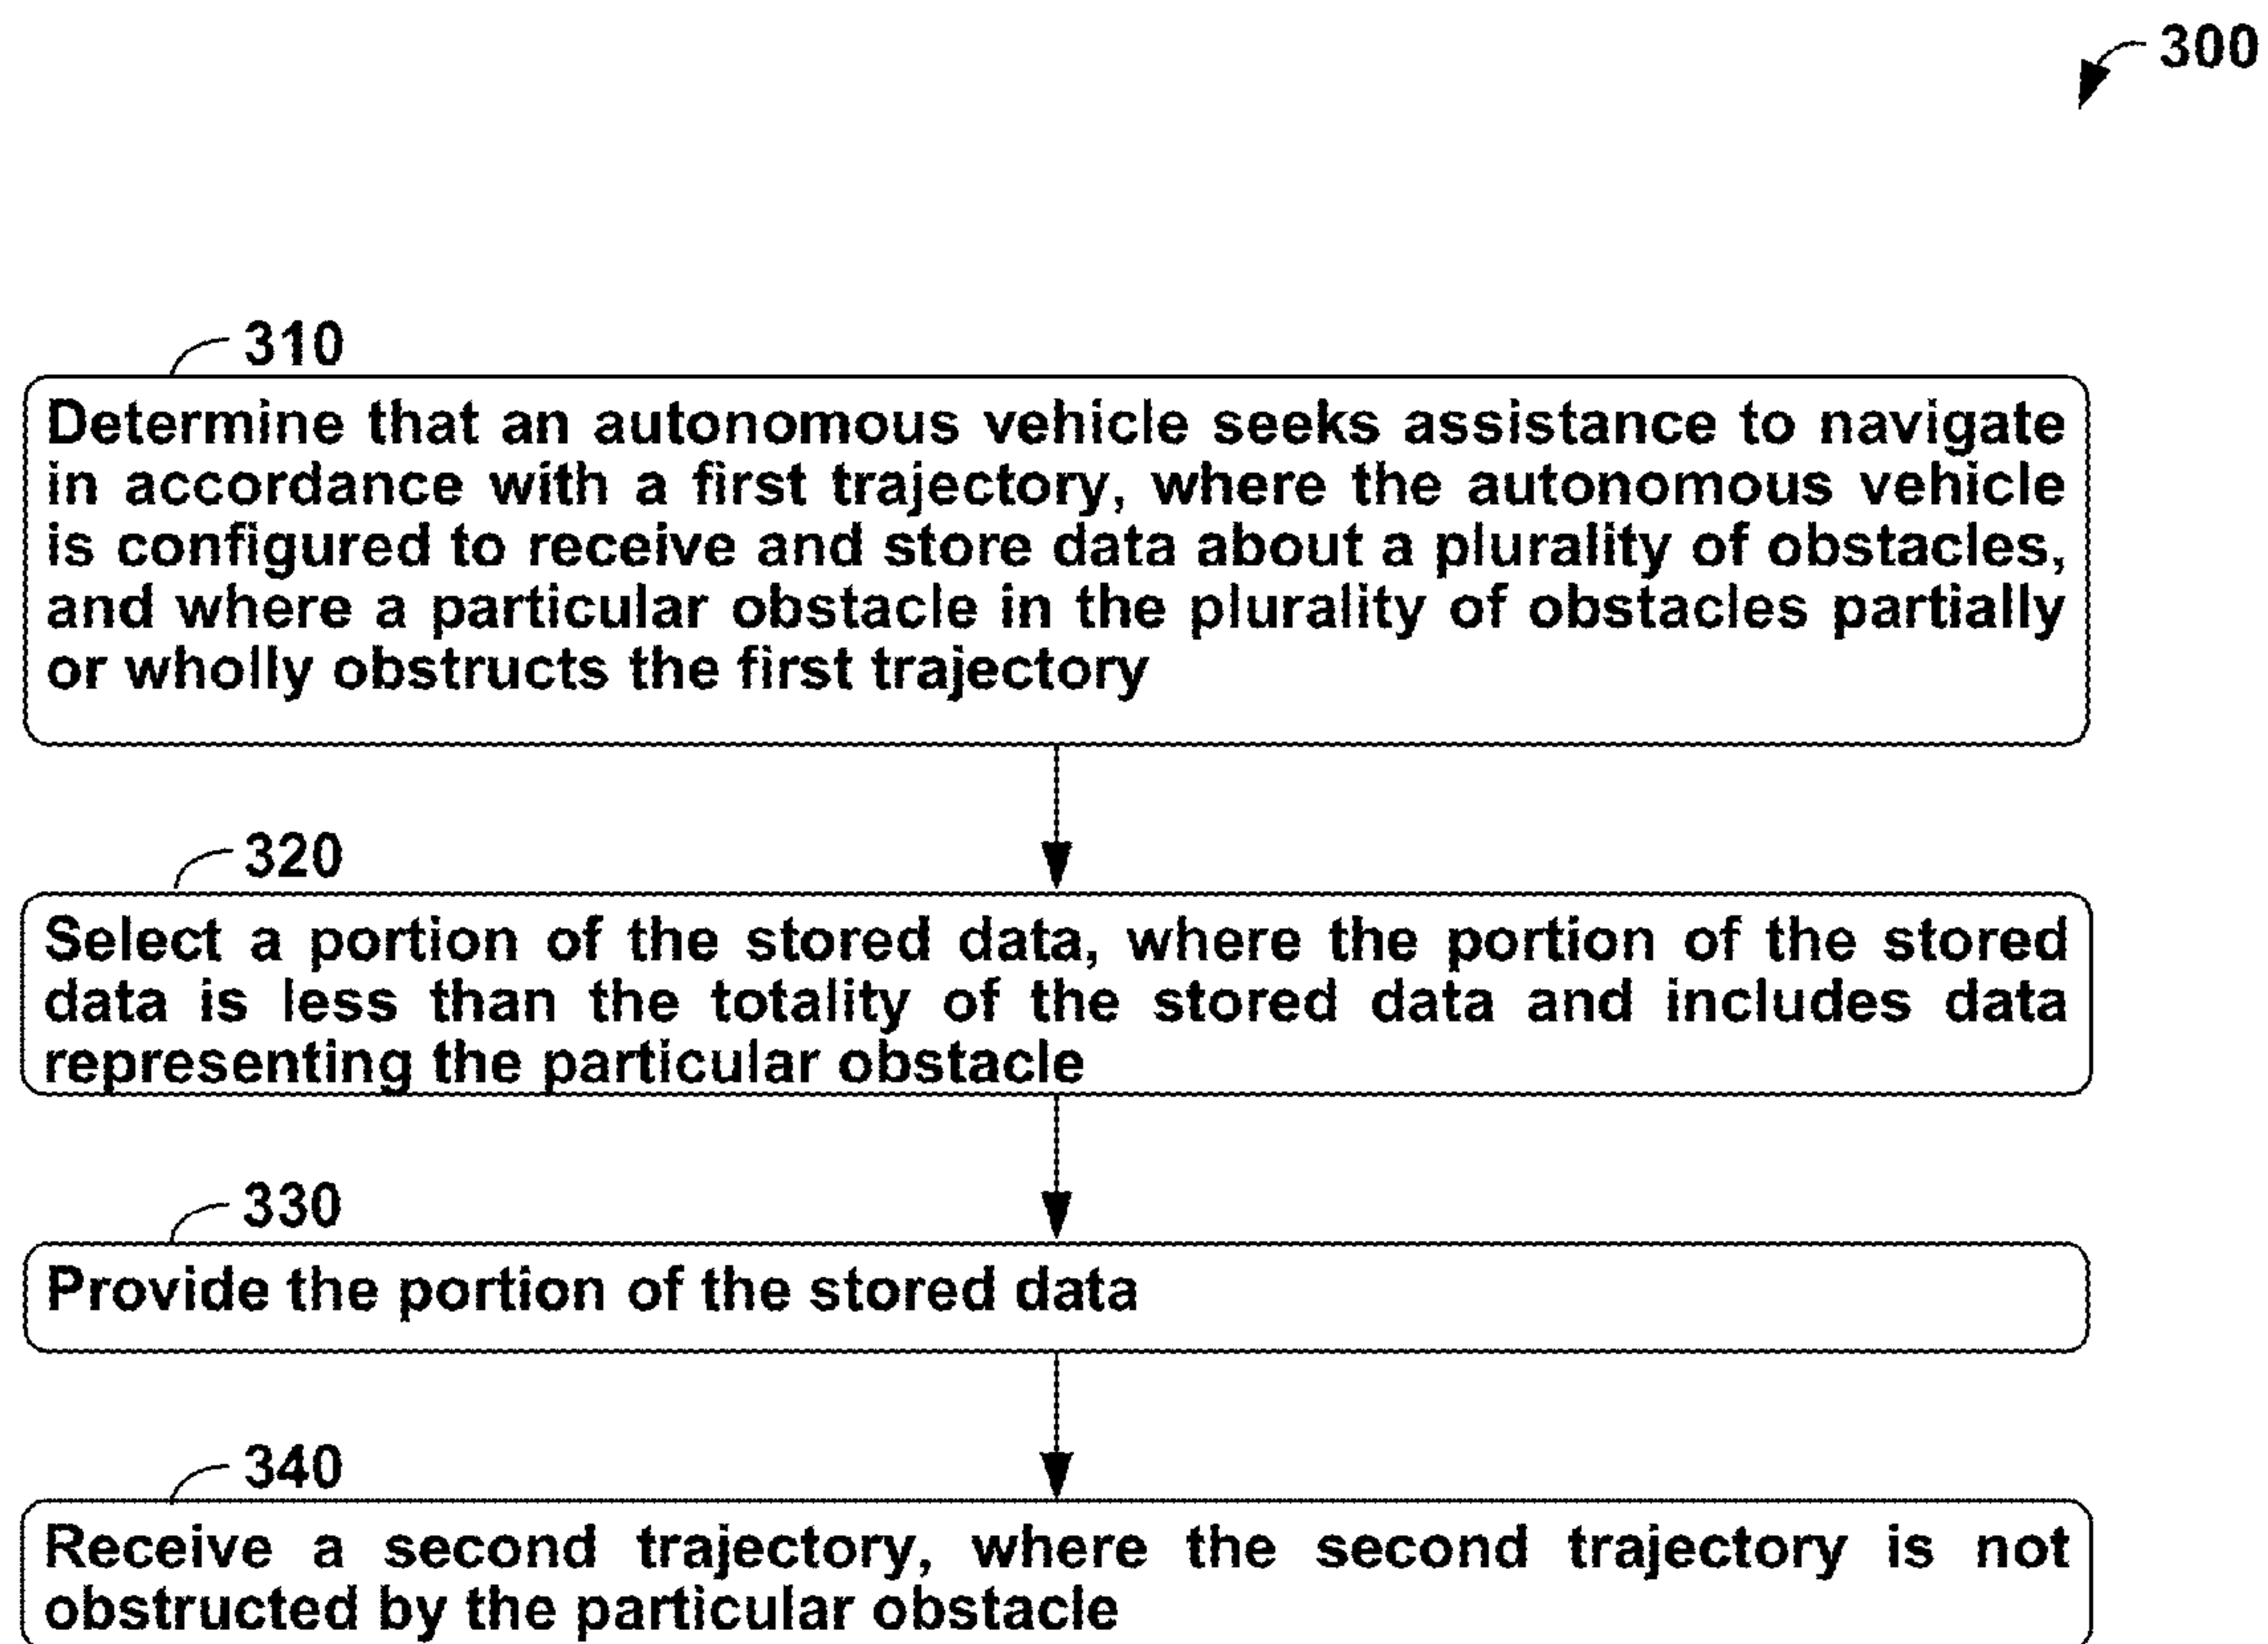 300
310
Determine that an autonomous vehicle seeks assistance to navigate
in accordance with a first trajectory, where the autonomous vehicle
is configured to receive and store data about a plurality of obstacles,
and where a particular obstacle in the plurality of obstacles partially
or wholly obstructs the first trajectory
320
Select a portion of the stored data, where the portion of the stored
data is less than the totality of the stored data and includes data
representing the particular obstacle
330
Provide the portion of the stored data
340
Receive a second trajectory, where the second trajectory is not
obstructed by the particular obstacle